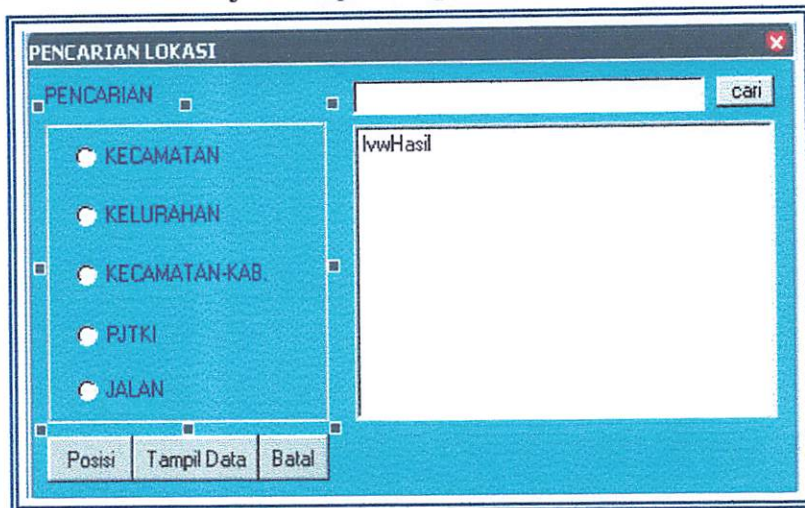 PENCARIAN LOKASI
PENCARIAN
cari
KECAMATAN
KELURAHAN
KECAMATAN-KAB.
PJTKI
JALAN
lvwHasil
Posisi Tampil Data Batal